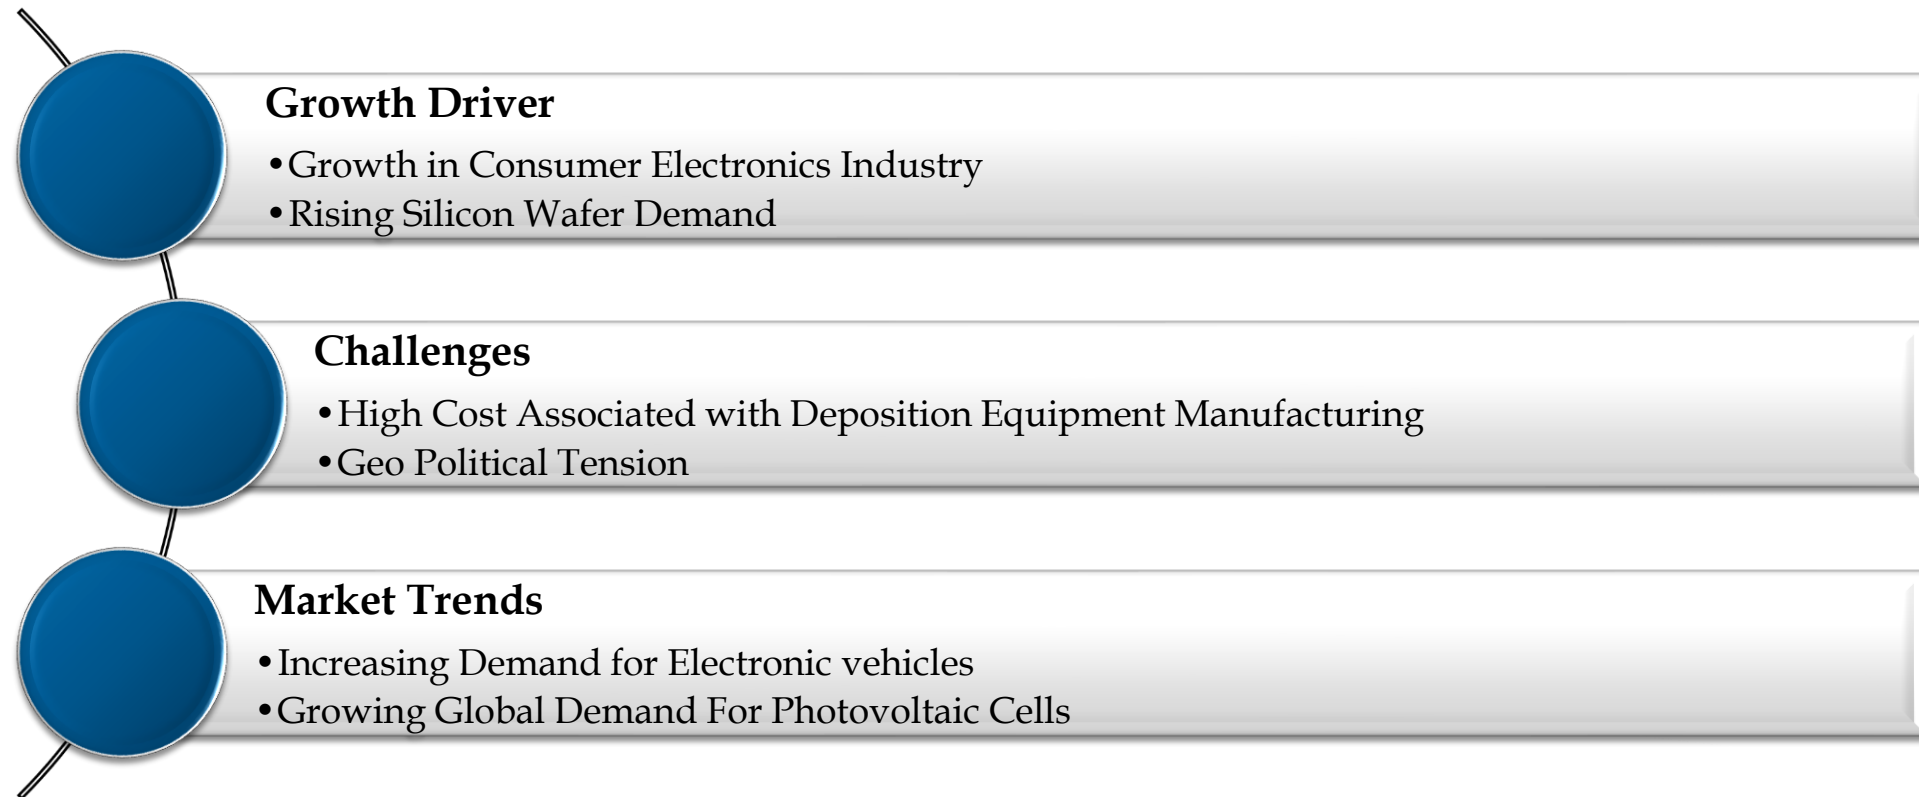 Growth Driver
•Growth in Consumer Electronics Industry
•Rising Silicon Wafer Demand
Challenges
•High Cost Associated with Deposition Equipment Manufacturing
•Geo Political Tension
Market Trends
•Increasing Demand for Electronic vehicles
•Growing Global Demand For Photovoltaic Cells